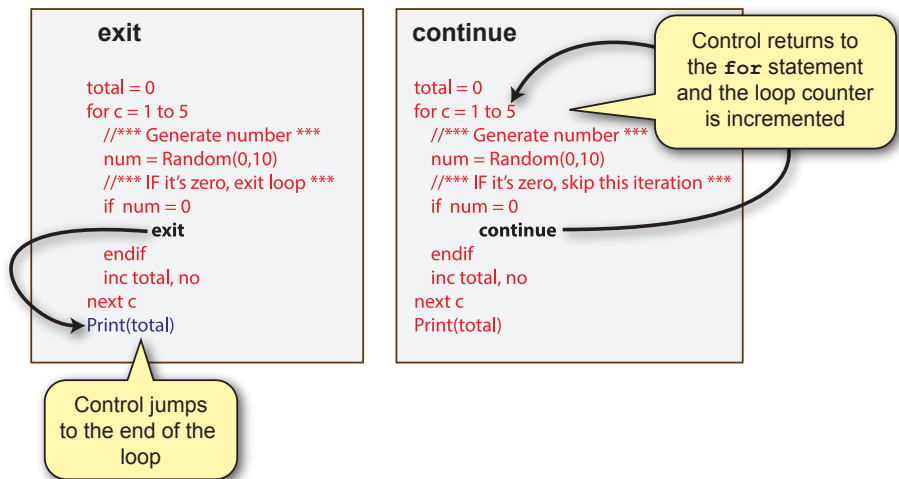 exit
total = 0
for c = 1 to 5
//*** Generate number ***
num = Random(0,10)
//*** IF it's zero, exit loop ***
if num = 0
exit
endif
inc total, no
next c
Print(total)
Control jumps
to the end of the
loop
continue
total = 0
for c = 1 to 5
//*** Generate number ***
num = Random(0,10)
//*** IF it's zero, skip this iteration ***
if num = 0
continue
endif
inc total, no
next c
Print(total)
Control returns to
the for statement
and the loop counter
is incremented